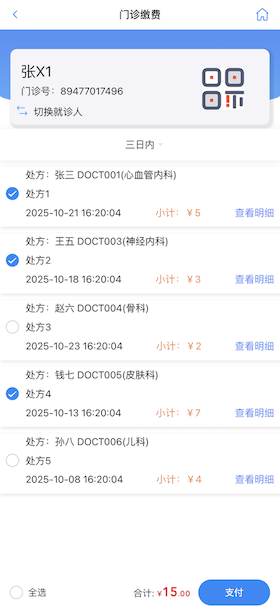 门诊缴费
张X1
门诊号：89477017496
切换就诊人
三日内
处方：张三 DOCT001(心血管内科)
处方1
2025-10-21 16:20:04 小计：￥5 查看明细
处方：王五 DOCT003(神经内科)
处方2
2025-10-18 16:20:04 小计：￥3 查看明细
处方：赵六 DOCT004(骨科)
处方3
2025-10-23 16:20:04 小计：￥2 查看明细
处方：钱七 DOCT005(皮肤科)
处方4
2025-10-13 16:20:04 小计：￥7 查看明细
处方：孙八 DOCT006(儿科)
处方5
2025-10-08 16:20:04 小计：￥4 查看明细
全选 合计：￥15.00 支付